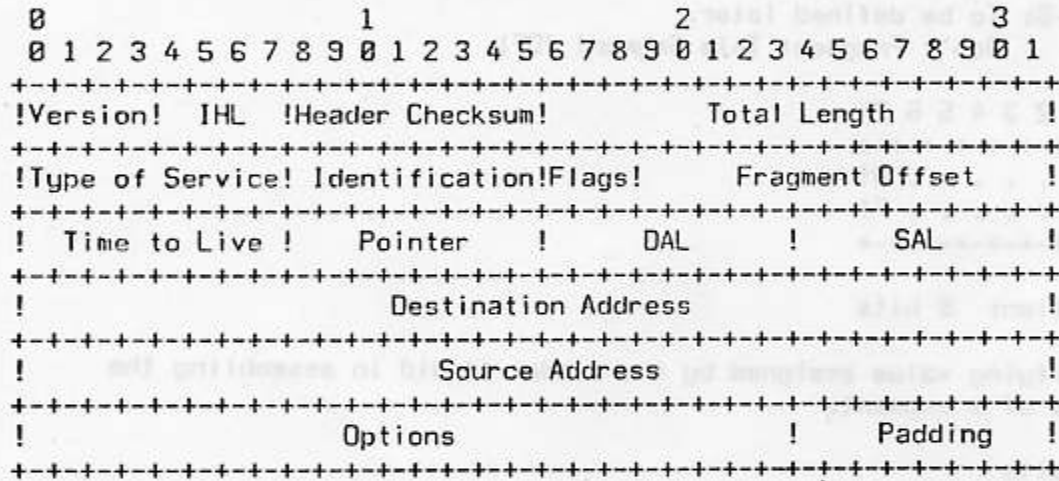 0 1 2 3
0 1 2 3 4 5 6 7 8 9 0 1 2 3 4 5 6 7 8 9 0 1 2 3 4 5 6 7 8 9 0 1
+-+-+-+-+-+-+-+-+-+-+-+-+-+-+-+-+-+-+-+-+-+-+-+-+-+-+-+-+-+-+-+-+
!Version! IHL !Header Checksum! Total Length !
+-+-+-+-+-+-+-+-+-+-+-+-+-+-+-+-+-+-+-+-+-+-+-+-+-+-+-+-+-+-+-+-+
!Type of Service! Identification!Flags! Fragment Offset !
+-+-+-+-+-+-+-+-+-+-+-+-+-+-+-+-+-+-+-+-+-+-+-+-+-+-+-+-+-+-+-+-+
! Time to Live ! Pointer ! DAL ! SAL !
+-+-+-+-+-+-+-+-+-+-+-+-+-+-+-+-+-+-+-+-+-+-+-+-+-+-+-+-+-+-+-+-+
! Destination Address !
+-+-+-+-+-+-+-+-+-+-+-+-+-+-+-+-+-+-+-+-+-+-+-+-+-+-+-+-+-+-+-+-+
! Source Address !
+-+-+-+-+-+-+-+-+-+-+-+-+-+-+-+-+-+-+-+-+-+-+-+-+-+-+-+-+-+-+-+-+
! Options ! Padding !
+-+-+-+-+-+-+-+-+-+-+-+-+-+-+-+-+-+-+-+-+-+-+-+-+-+-+-+-+-+-+-+-+